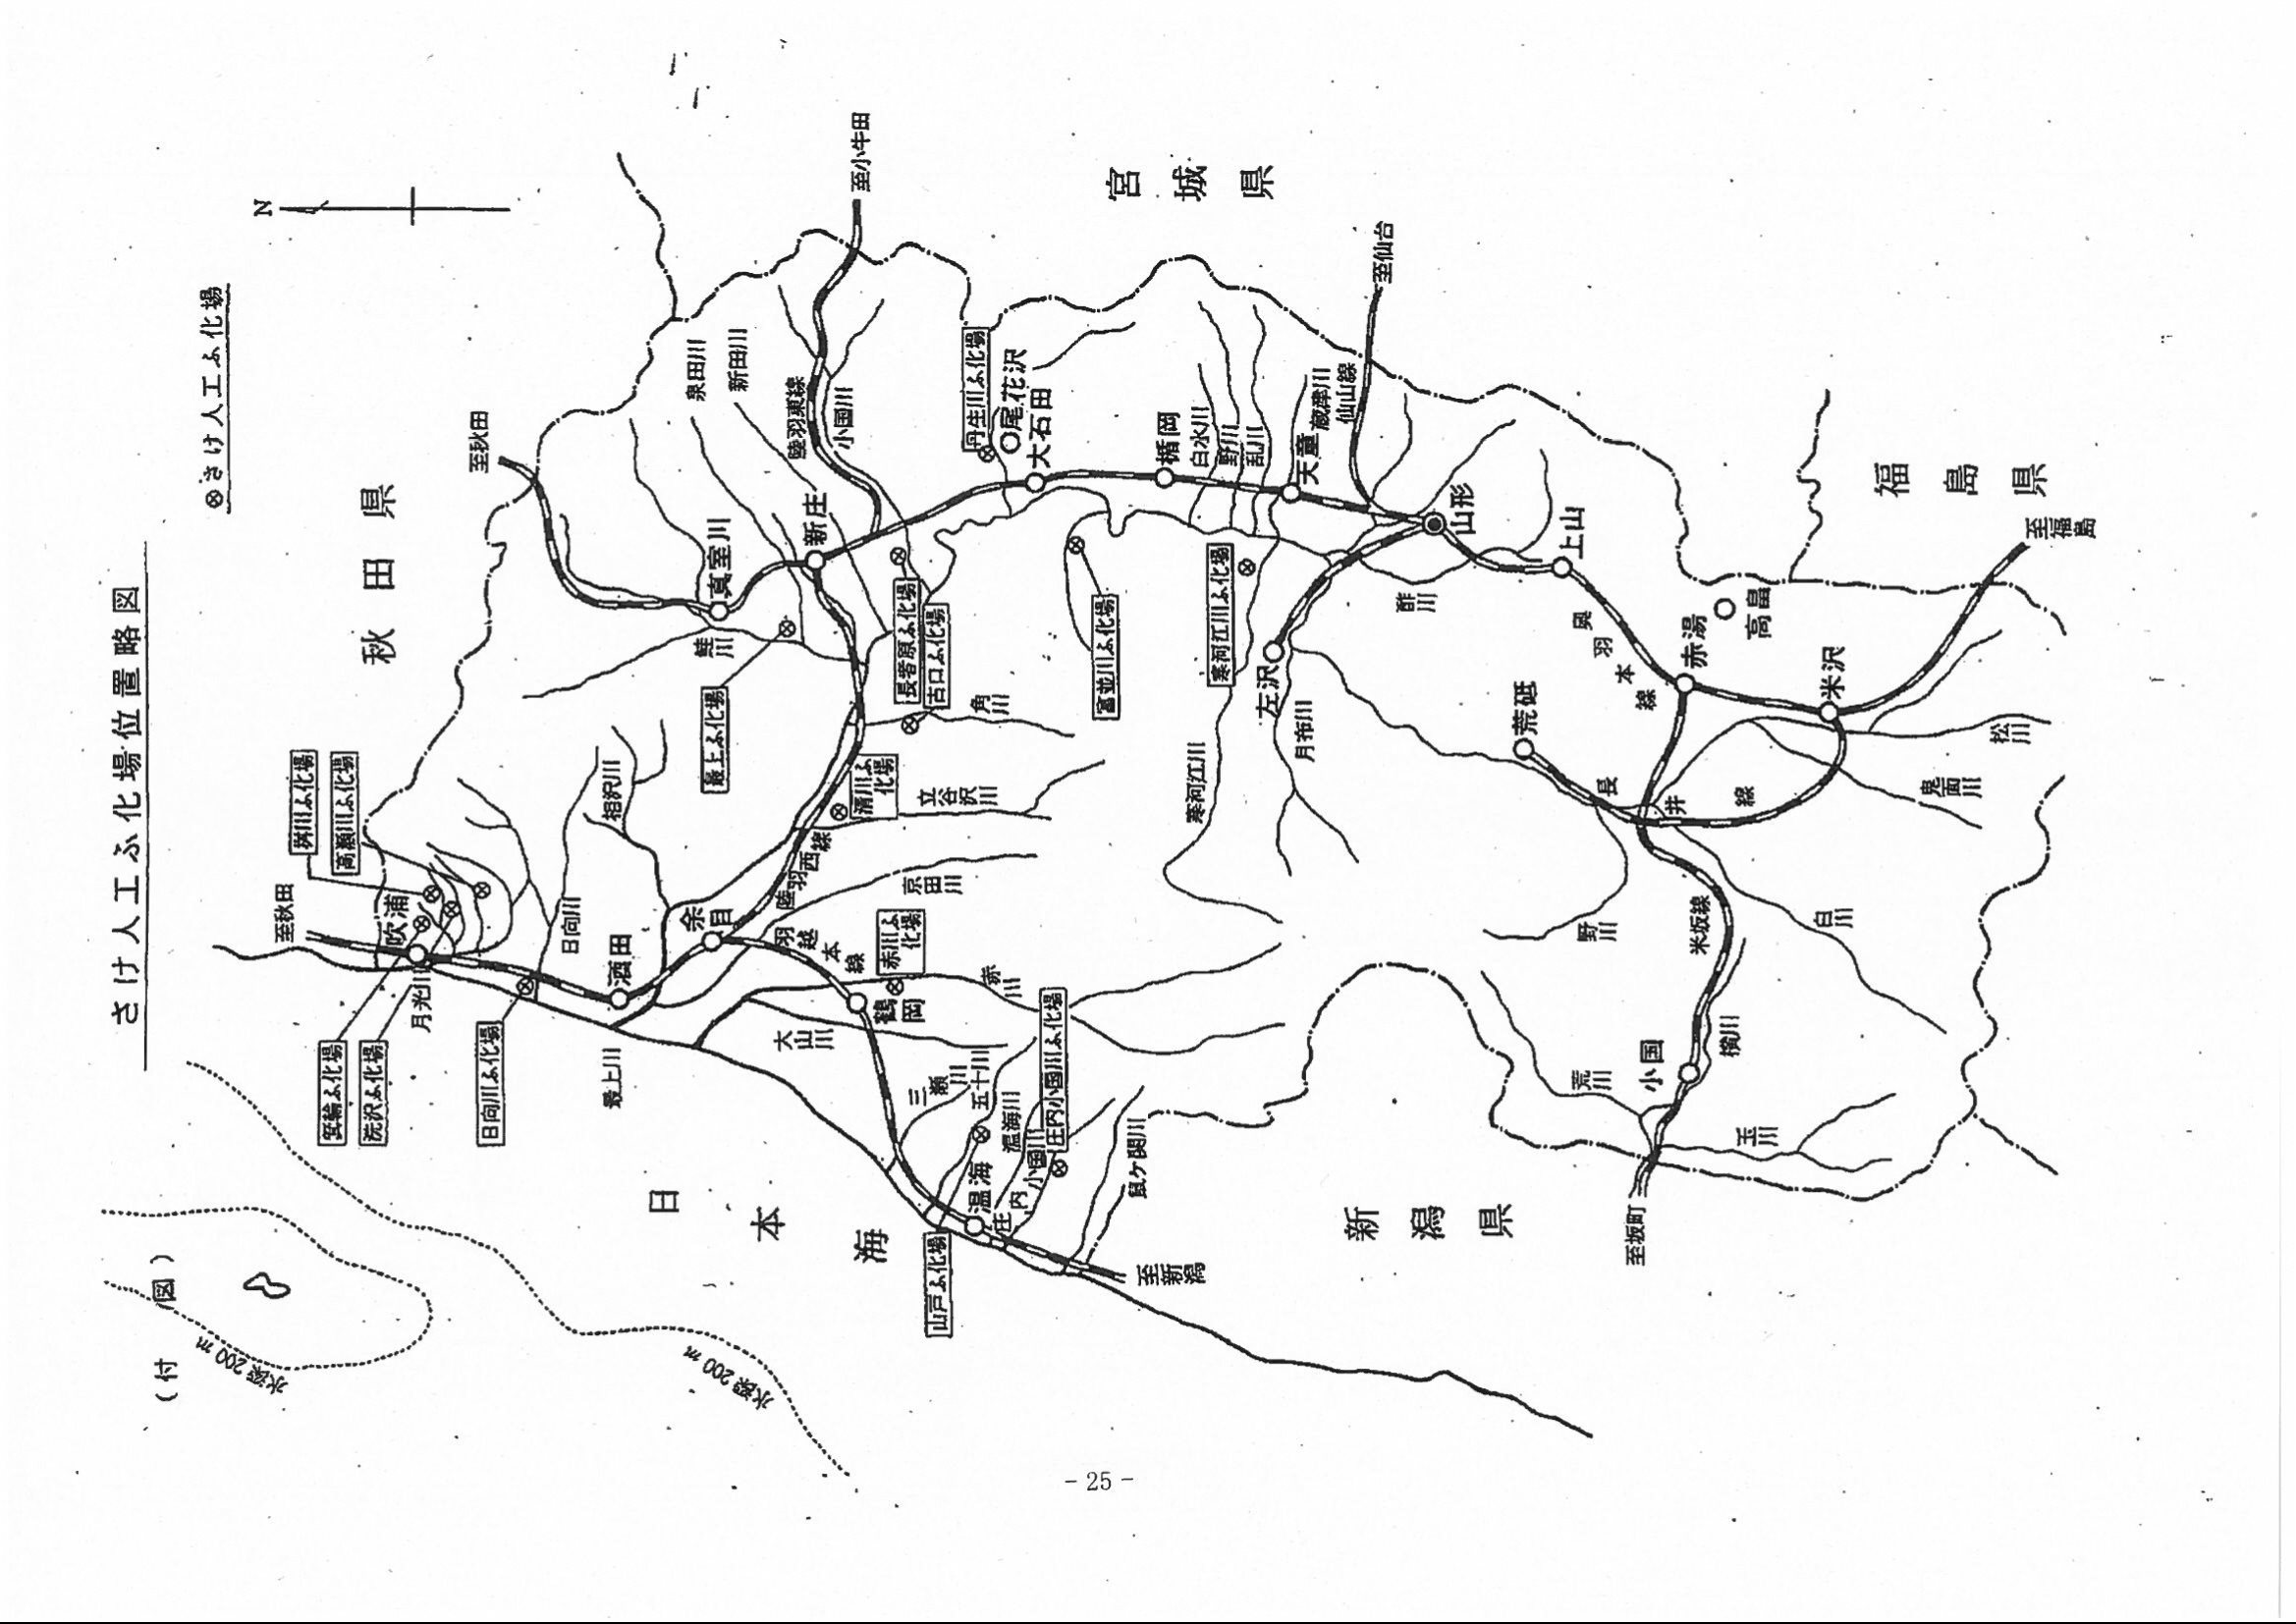 (付 図)
さけ人工ふ化場位置略図
⊗さけ人工ふ化場
N
秋田県
宮城県
福島県
新潟県
日本海
水深200m
水深200m
至秋田
至秋田
至小牛田
至仙台
至福島
至坂町
至新潟
枡川ふ化場
高瀬川ふ化場
箕輪ふ化場
洗沢ふ化場
日向川ふ化場
最上ふ化場
清川ふ化場
長者原ふ化場
古口ふ化場
丹生川ふ化場
富並川ふ化場
寒河江川ふ化場
赤川ふ化場
庄内小国川ふ化場
山戸ふ化場
吹浦
酒田
余目
鶴岡
温海
真室川
新庄
尾花沢
大石田
楯岡
天童
山形
上山
左沢
荒砥
赤湯
高畠
米沢
小国
月光川
日向川
相沢川
最上川
鮭川
泉田川
新田川
小国川
角川
立谷沢川
京田川
赤川
大山川
三瀬川
五十川
温海川
庄内小国川
鼠ケ関川
白水川
野川
乱川
蔵津川
寒河江川
月布川
酢川
野川
白川
鬼面川
松川
荒川
横川
玉川
陸羽東線
陸羽西線
羽越本線
仙山線
奥羽本線
長井線
米坂線
- 25 -